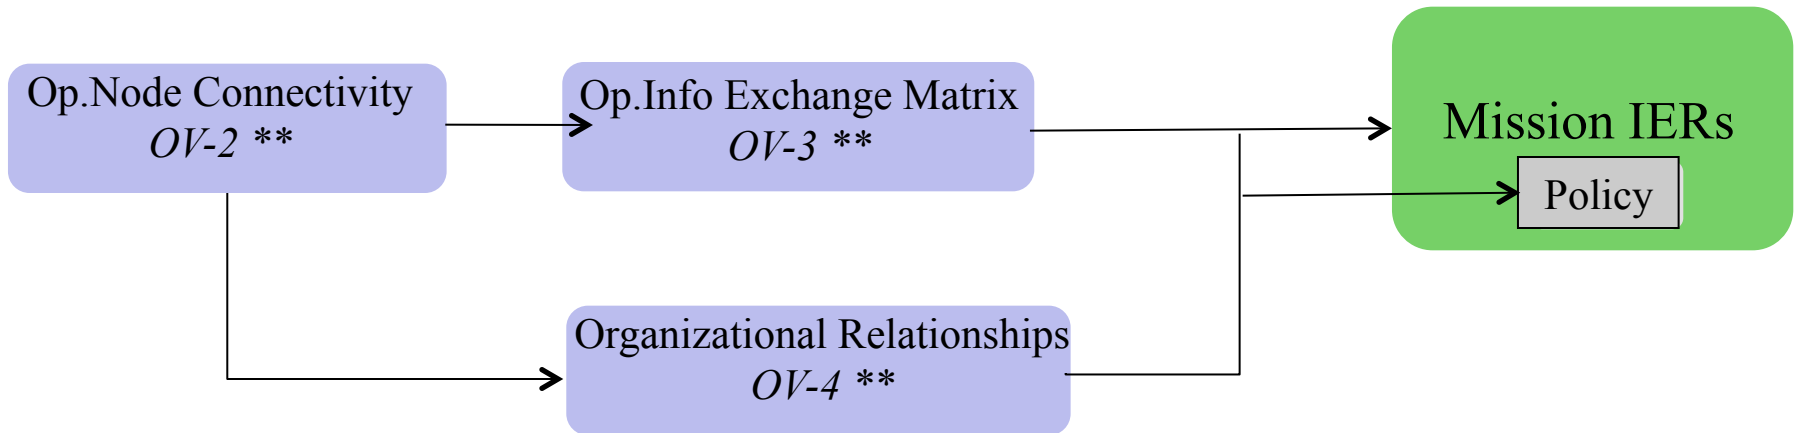 Op.Node Connectivity
OV-2 **
Op.Info Exchange Matrix
OV-3 **
Mission IERs
Policy
Organizational Relationships
OV-4 **